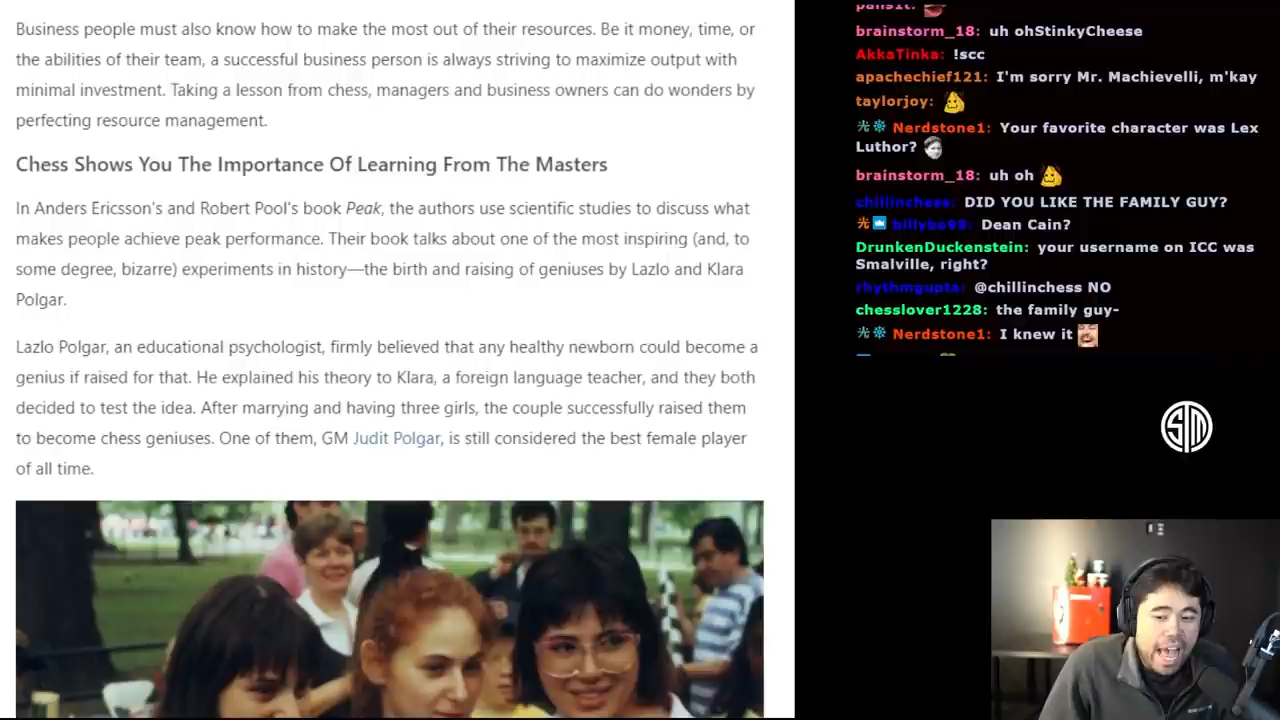 Business people must also know how to make the most out of their resources. Be it money, time, or
the abilities of their team, a successful business person is always striving to maximize output with
minimal investment. Taking a lesson from chess, managers and business owners can do wonders by
perfecting resource management.
Chess Shows You The Importance Of Learning From The Masters
In Anders Ericsson's and Robert Pool's book Peak, the authors use scientific studies to discuss what
makes people achieve peak performance. Their book talks about one of the most inspiring (and, to
some degree, bizarre) experiments in history—the birth and raising of geniuses by Lazlo and Klara
Polgar.
Lazlo Polgar, an educational psychologist, firmly believed that any healthy newborn could become a
genius if raised for that. He explained his theory to Klara, a foreign language teacher, and they both
decided to test the idea. After marrying and having three girls, the couple successfully raised them
to become chess geniuses. One of them, GM Judit Polgar, is still considered the best female player
of all time.
brainstorm_18: uh ohStinkyCheese
AkkaTinka: !scc
apachechief121: I'm sorry Mr. Machievelli, m'kay
taylorjoy:
Nerdstone1: Your favorite character was Lex
Luthor?
brainstorm_18: uh oh
chillinchess: DID YOU LIKE THE FAMILY GUY?
Dean Cain?
DrunkenDuckenstein: your username on ICC was
Smalville, right?
rhythmgupta: @chillinchess NO
chesslover1228: the family guy-
Nerdstone1: I knew it
TSM